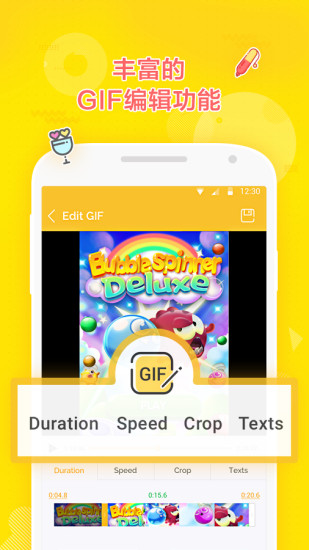 丰富的
GIF编辑功能
12:30
Edit GIF
Bubble Spinner
Deluxe
GIF
Duration Speed Crop Texts
Duration Speed Crop Texts
0:04.8 0:15.6 0:20.6